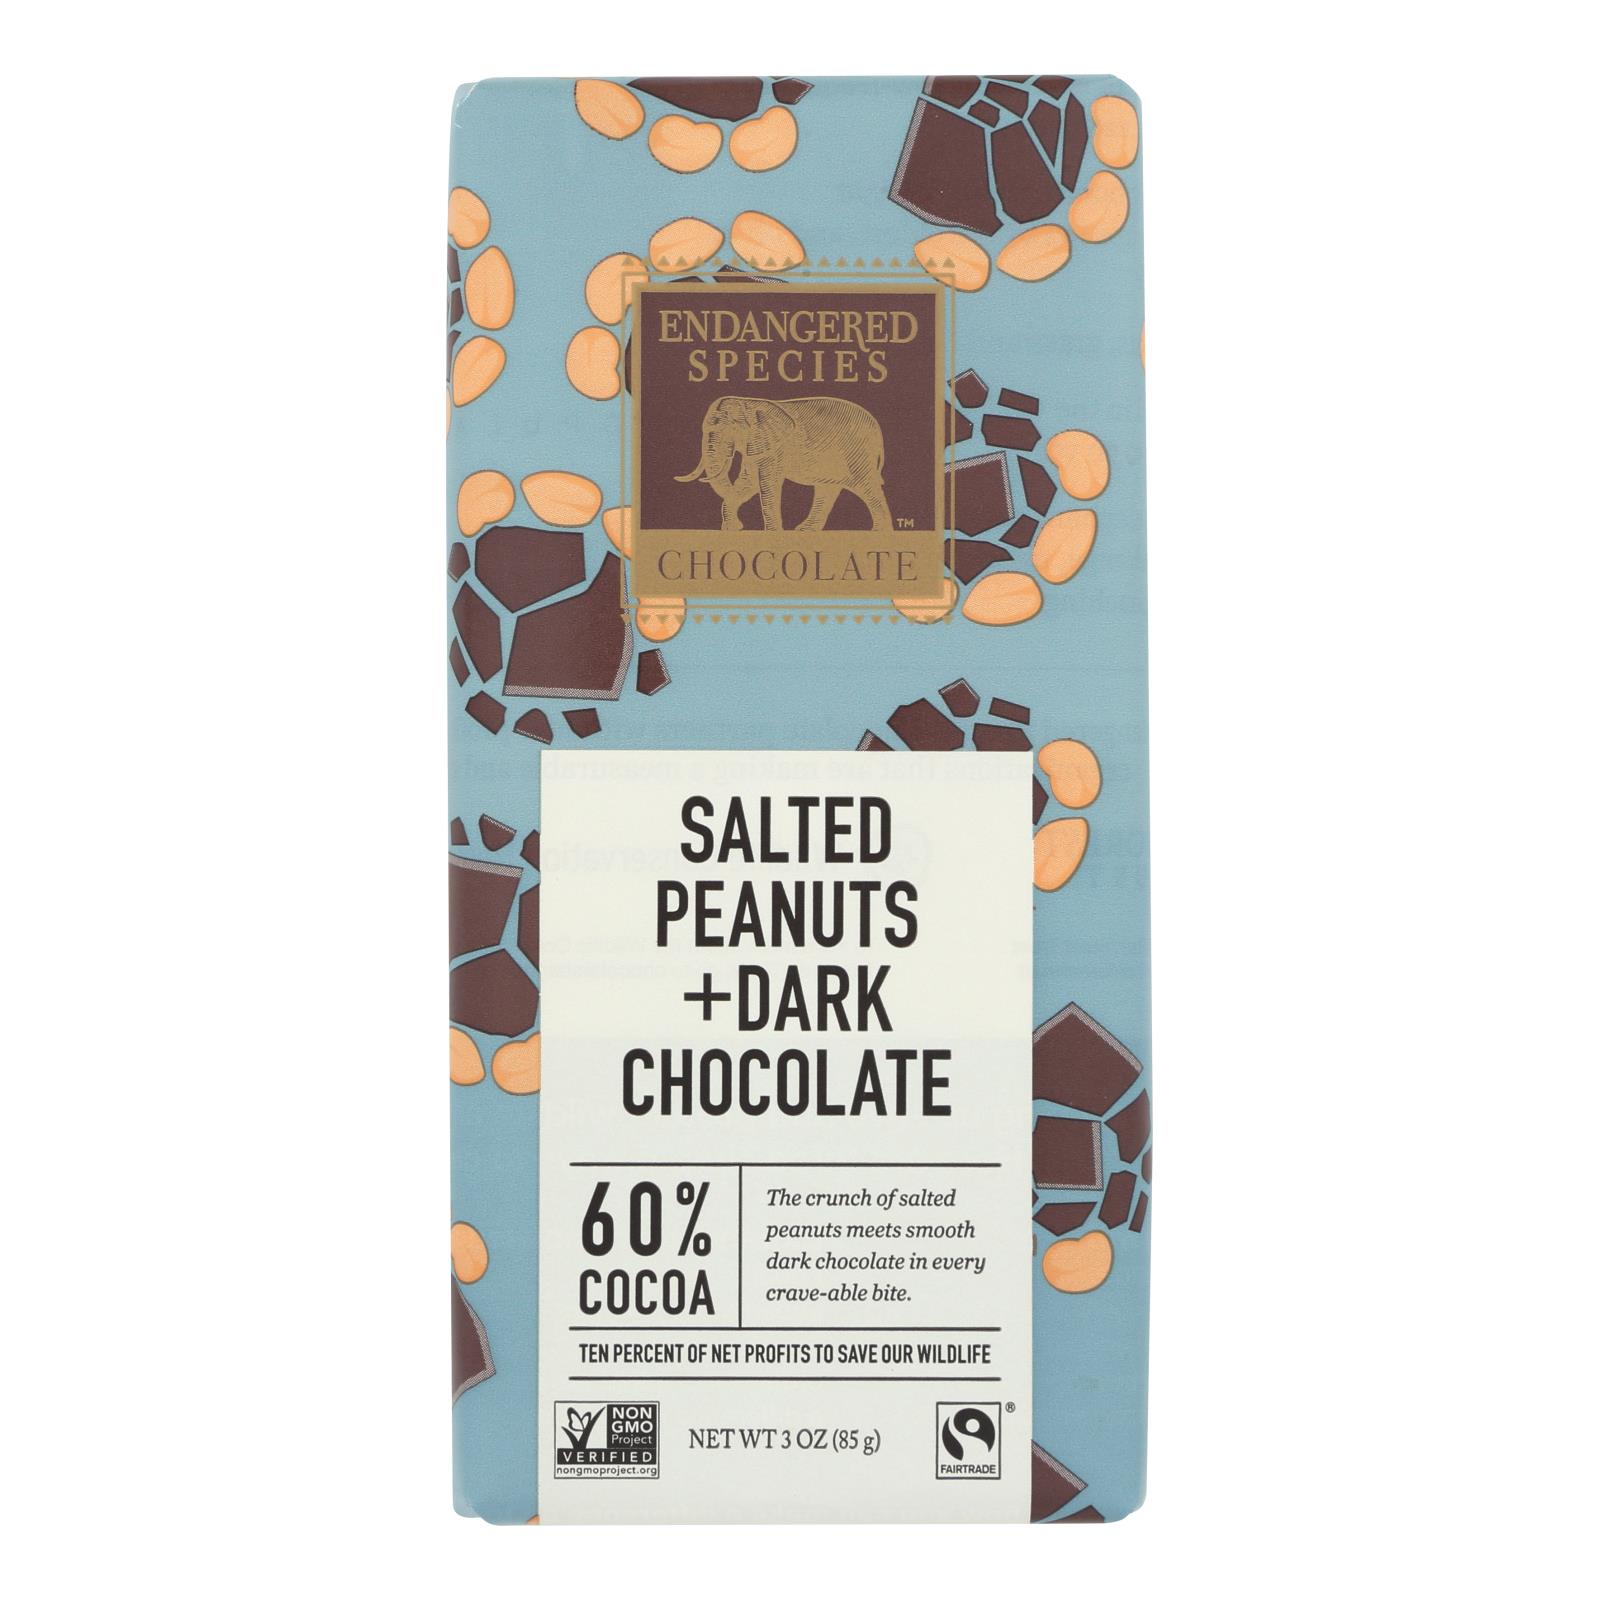 ENDANGERED
SPECIES
TM
CHOCOLATE
SALTED
PEANUTS
+DARK
CHOCOLATE
60%
COCOA
The crunch of salted
peanuts meets smooth
dark chocolate in every
crave-able bite.
TEN PERCENT OF NET PROFITS TO SAVE OUR WILDLIFE
NON
GMO
Project
VERIFIED
nongmoproject.org
NET WT 3 OZ (85 g)
®
FAIRTRADE